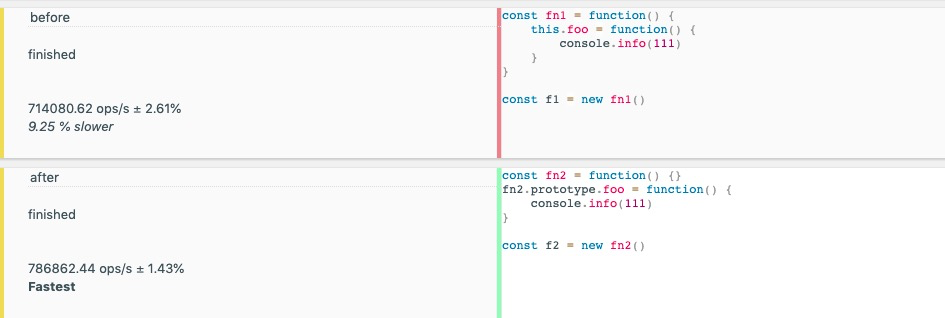 before
finished
714080.62 ops/s ± 2.61%
9.25 % slower
const fn1 = function() {
    this.foo = function() {
        console.info(111)
    }
}

const f1 = new fn1()
after
finished
786862.44 ops/s ± 1.43%
Fastest
const fn2 = function() {}
fn2.prototype.foo = function() {
    console.info(111)
}

const f2 = new fn2()